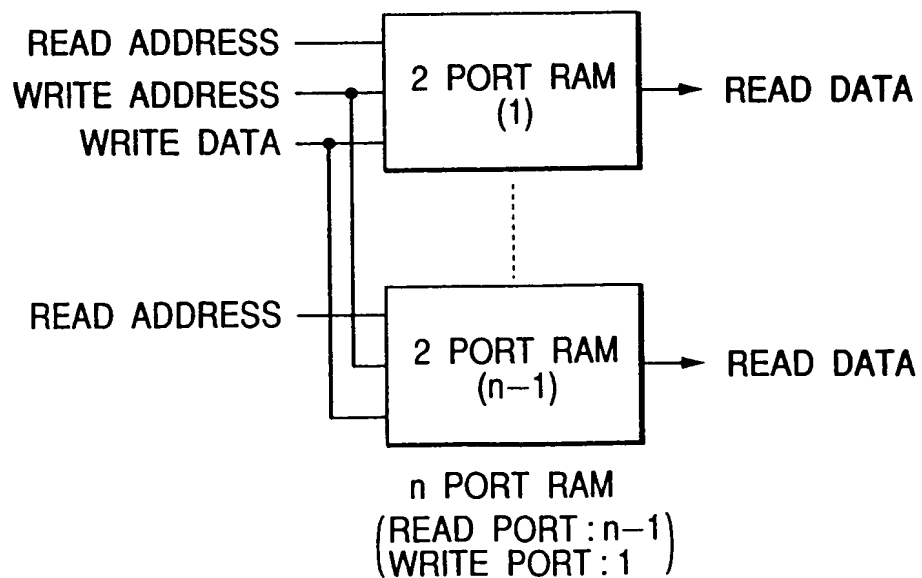 READ ADDRESS
WRITE ADDRESS
WRITE DATA
2 PORT RAM
(1)
READ DATA
READ ADDRESS
2 PORT RAM
(n-1)
READ DATA
n PORT RAM
(READ PORT : n-1
WRITE PORT : 1)